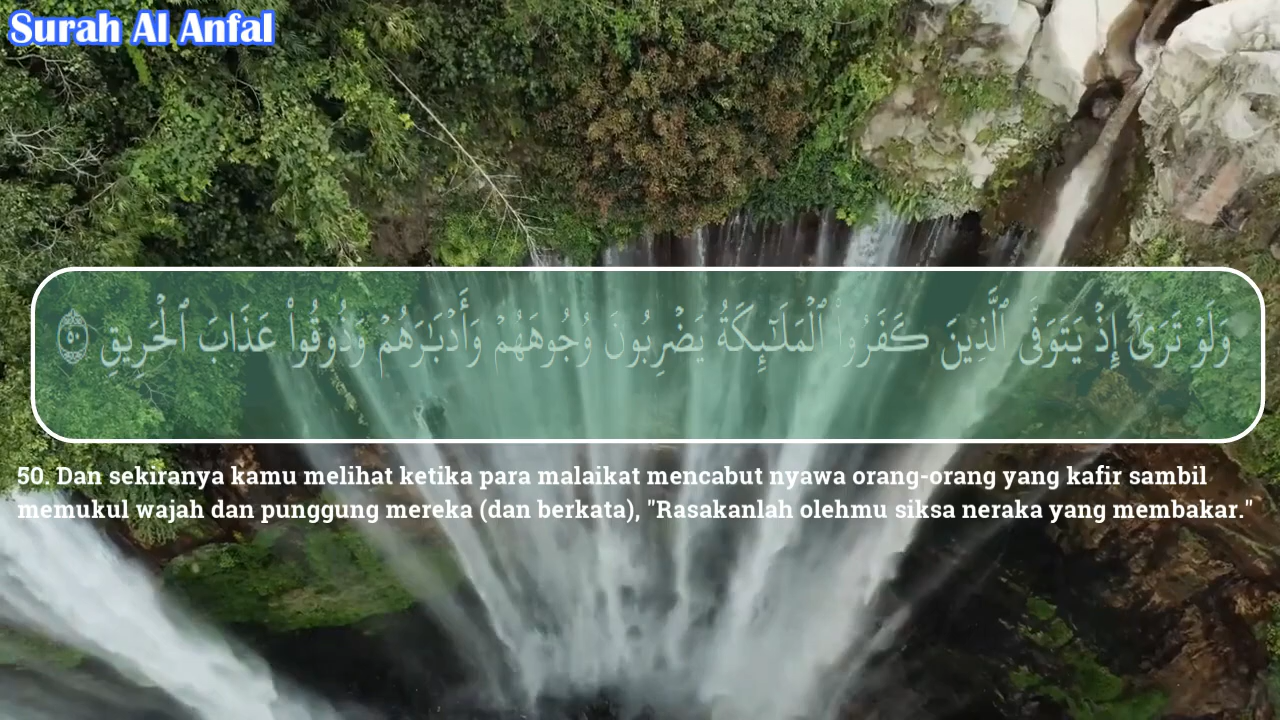 Surah Al Anfal
وَلَوْ تَرَىٰٓ إِذْ يَتَوَفَّى ٱلَّذِينَ كَفَرُوا۟ ٱلْمَلَـٰٓئِكَةُ يَضْرِبُونَ وُجُوهَهُمْ وَأَدْبَـٰرَهُمْ وَذُوقُوا۟ عَذَابَ ٱلْحَرِيقِ ٥٠
50. Dan sekiranya kamu melihat ketika para malaikat mencabut nyawa orang-orang yang kafir sambil
memukul wajah dan punggung mereka (dan berkata), "Rasakanlah olehmu siksa neraka yang membakar."